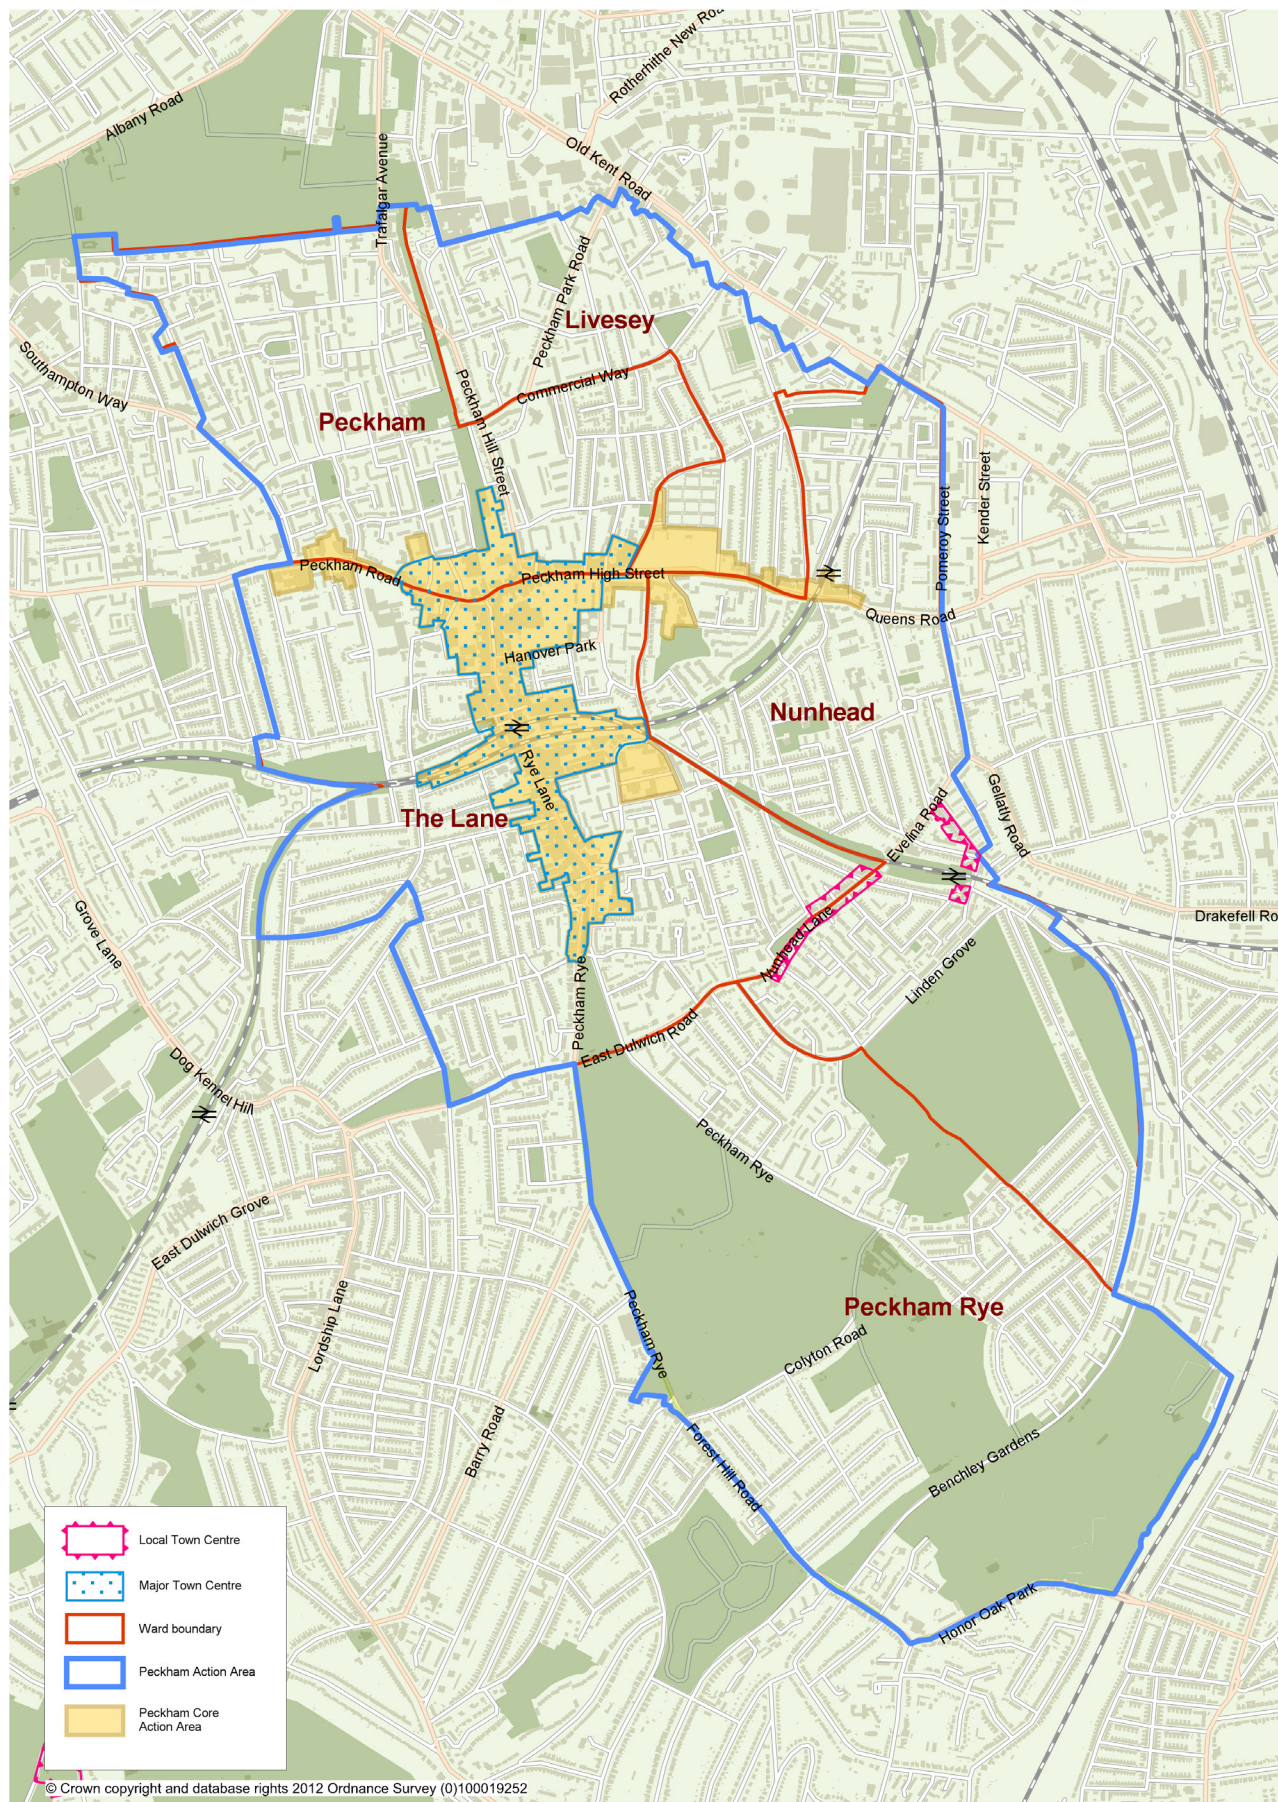 Rotherhithe New Roa
Albany Road
Old Kent Road
Trafalgar Avenue
Peckham Park Road
Livesey
Southampton Way
Commercial Way
Peckham Hill Street
Peckham
Kender Street
Pomeroy Street
Peckham Road
Peckham High Street
Queens Road
Hanover Park
Nunhead
Rye Lane
The Lane
Gellatly Road
Evelina Road
Grove Lane
Drakefell Ro
Nunhead Lane
Linden Grove
Peckham Rye
East Dulwich Road
Dog Kennel Hill
Peckham Rye
East Dulwich Grove
Peckham Rye
Lordship Lane
Peckham Rye
Colyton Road
Barry Road
Forest Hill Road
Benchley Gardens
Honor Oak Park
Local Town Centre
Major Town Centre
Ward boundary
Peckham Action Area
Peckham Core
Action Area
© Crown copyright and database rights 2012 Ordnance Survey (0)100019252